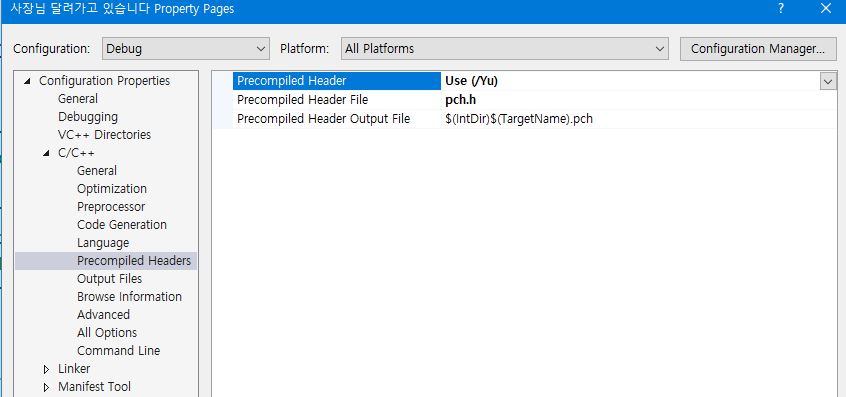 사장님 달려가고 있습니다 Property Pages
Configuration: Debug Platform: All Platforms Configuration Manager...
Configuration Properties
General
Debugging
VC++ Directories
C/C++
General
Optimization
Preprocessor
Code Generation
Language
Precompiled Headers
Output Files
Browse Information
Advanced
All Options
Command Line
Linker
Manifest Tool
Precompiled Header Use (/Yu)
Precompiled Header File pch.h
Precompiled Header Output File $(IntDir)$(TargetName).pch